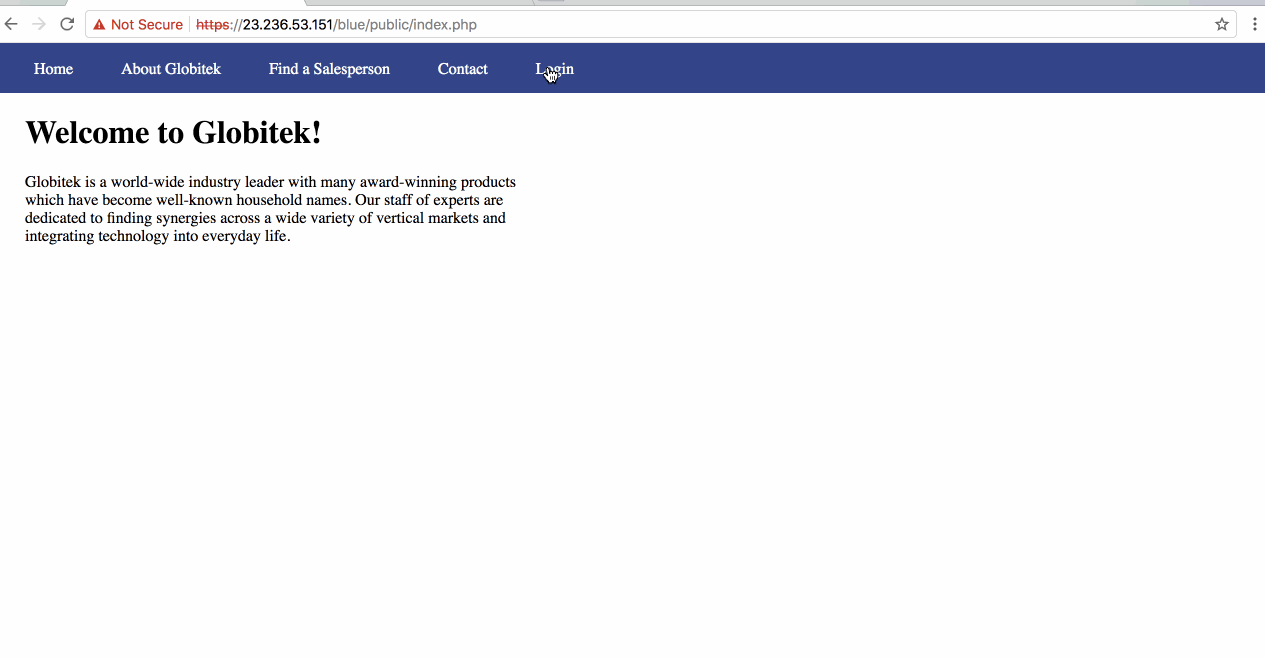 Not Secure https://23.236.53.151/blue/public/index.php
Home About Globitek Find a Salesperson Contact Login
Welcome to Globitek!
Globitek is a world-wide industry leader with many award-winning products
which have become well-known household names. Our staff of experts are
dedicated to finding synergies across a wide variety of vertical markets and
integrating technology into everyday life.